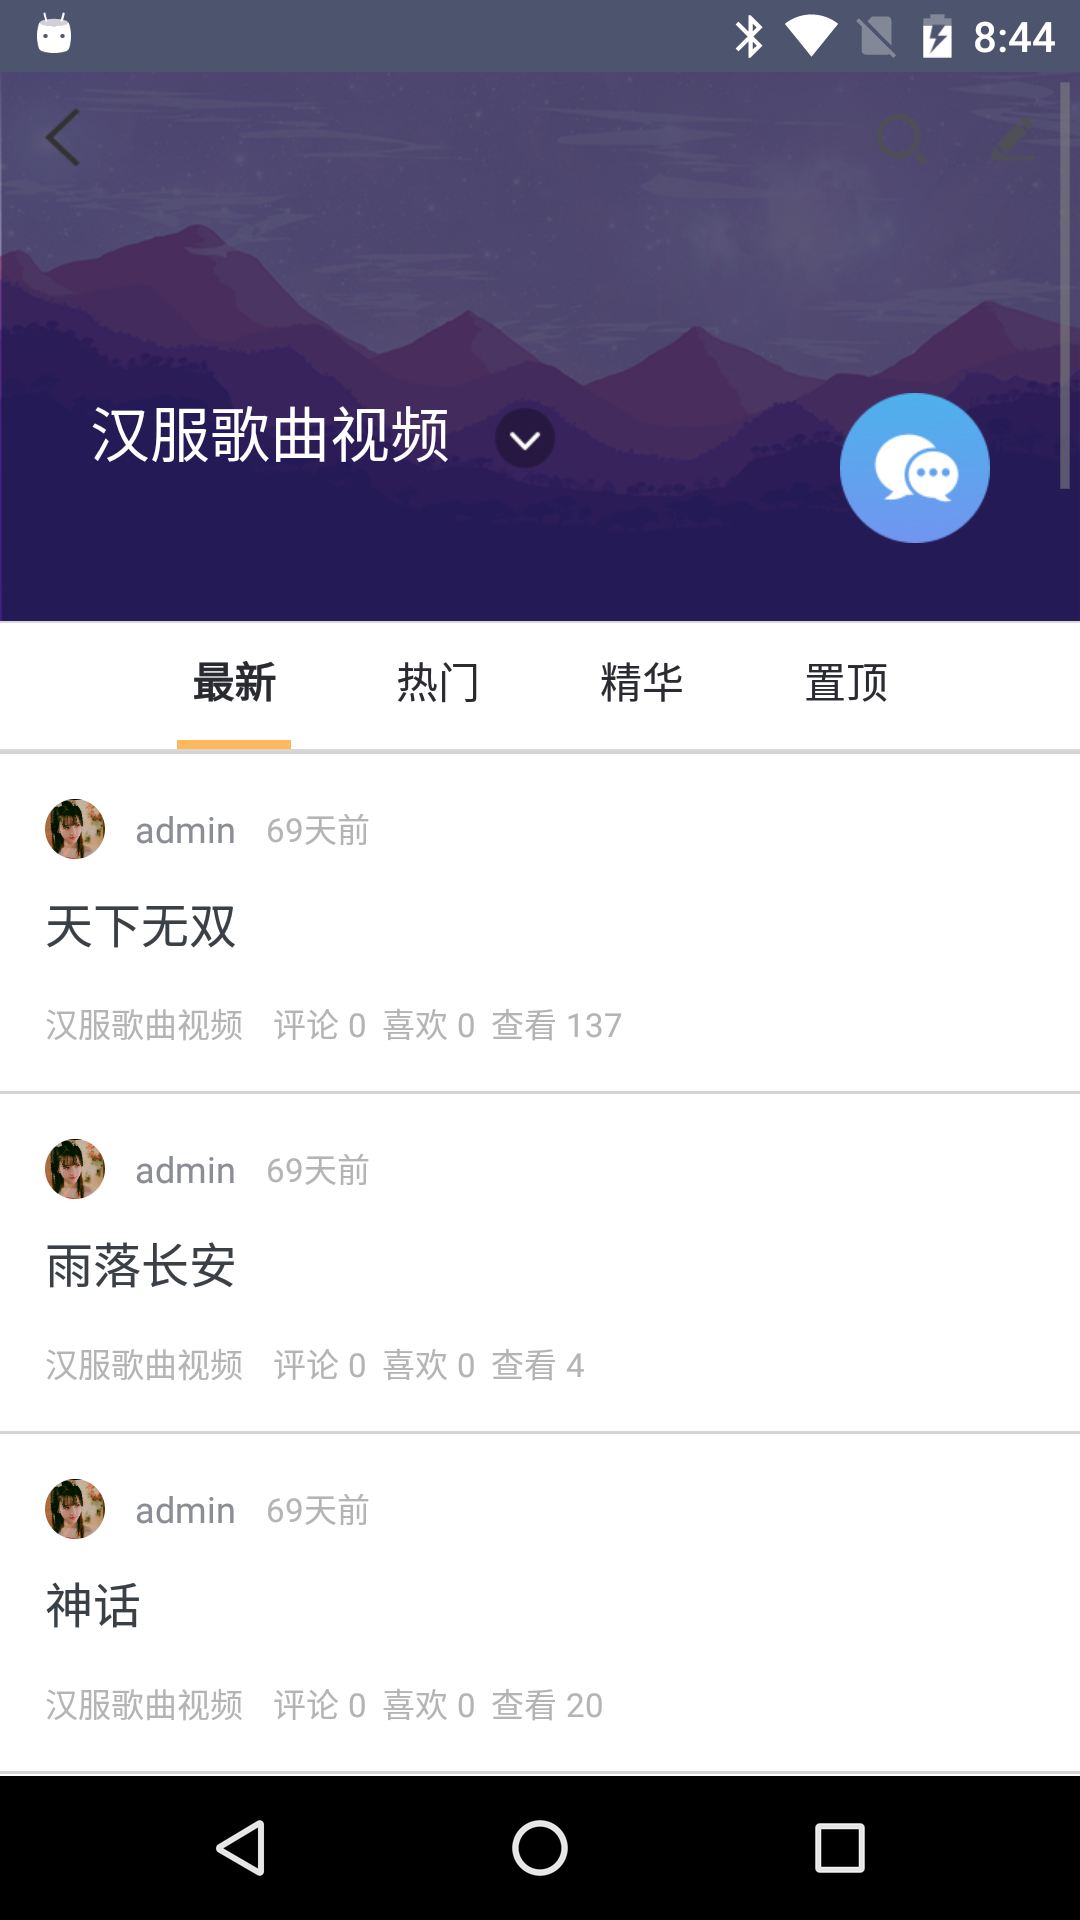 8:44
汉服歌曲视频
最新 热门 精华 置顶
admin 69天前
天下无双
汉服歌曲视频 评论 0 喜欢 0 查看 137
admin 69天前
雨落长安
汉服歌曲视频 评论 0 喜欢 0 查看 4
admin 69天前
神话
汉服歌曲视频 评论 0 喜欢 0 查看 20